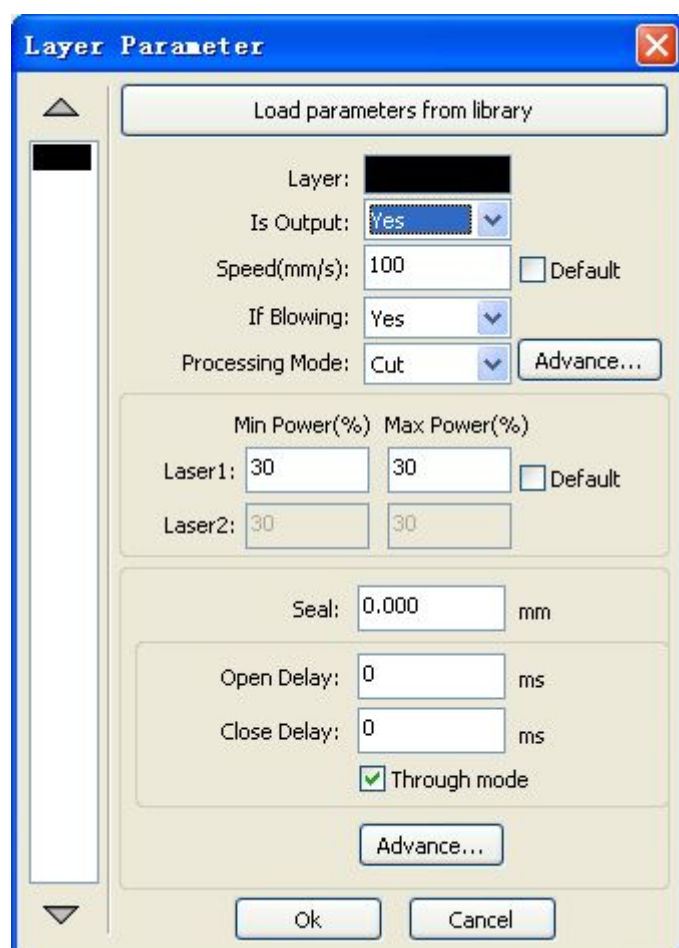 Layer Parameter
Load parameters from library
Layer:
Is Output: Yes
Speed(mm/s): 100 Default
If Blowing: Yes
Processing Mode: Cut Advance...
Min Power(%) Max Power(%)
Laser1: 30 30 Default
Laser2: 30 30
Seal: 0.000 mm
Open Delay: 0 ms
Close Delay: 0 ms
Through mode
Advance...
Ok Cancel